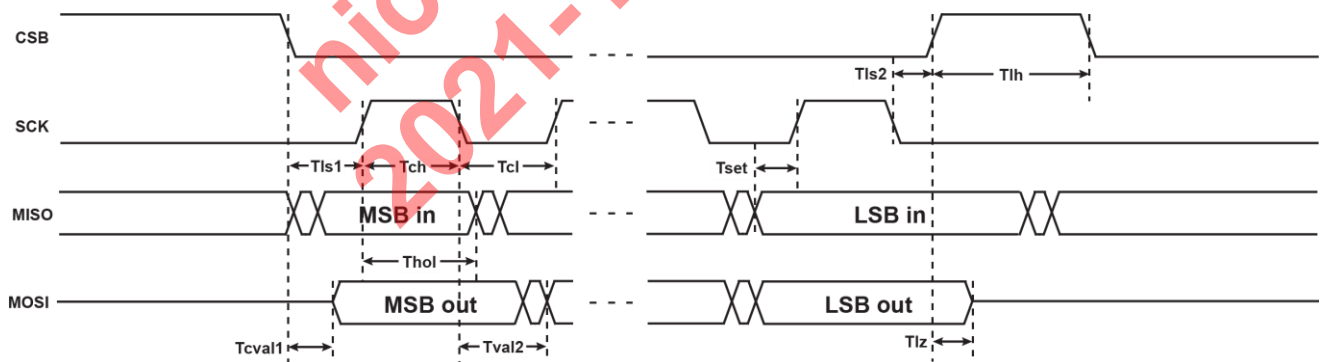 CSB
Tls2
Tlh
SCK
Tls1
Tch
Tcl
Tset
MISO
MSB in
LSB in
Thol
MOSI
MSB out
LSB out
Tcval1
Tval2
Tlz
nic
2021-